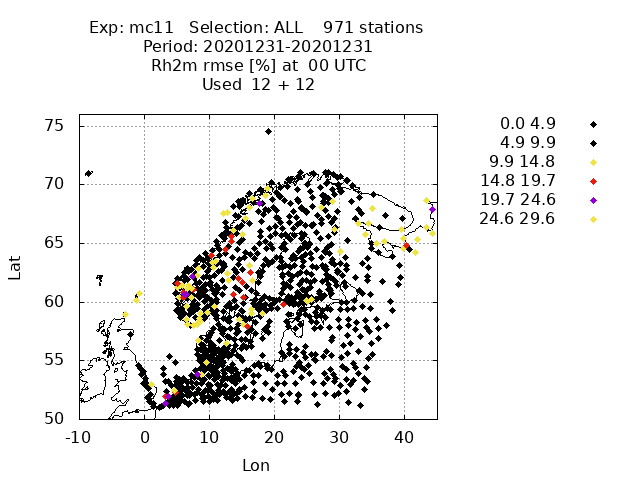 Exp: mc11 Selection: ALL 971 stations
Period: 20201231-20201231
Rh2m rmse [%] at 00 UTC
Used 12 + 12
0.0 4.9
4.9 9.9
9.9 14.8
14.8 19.7
19.7 24.6
24.6 29.6
Lat
75
70
65
60
55
50
-10 0 10 20 30 40
Lon